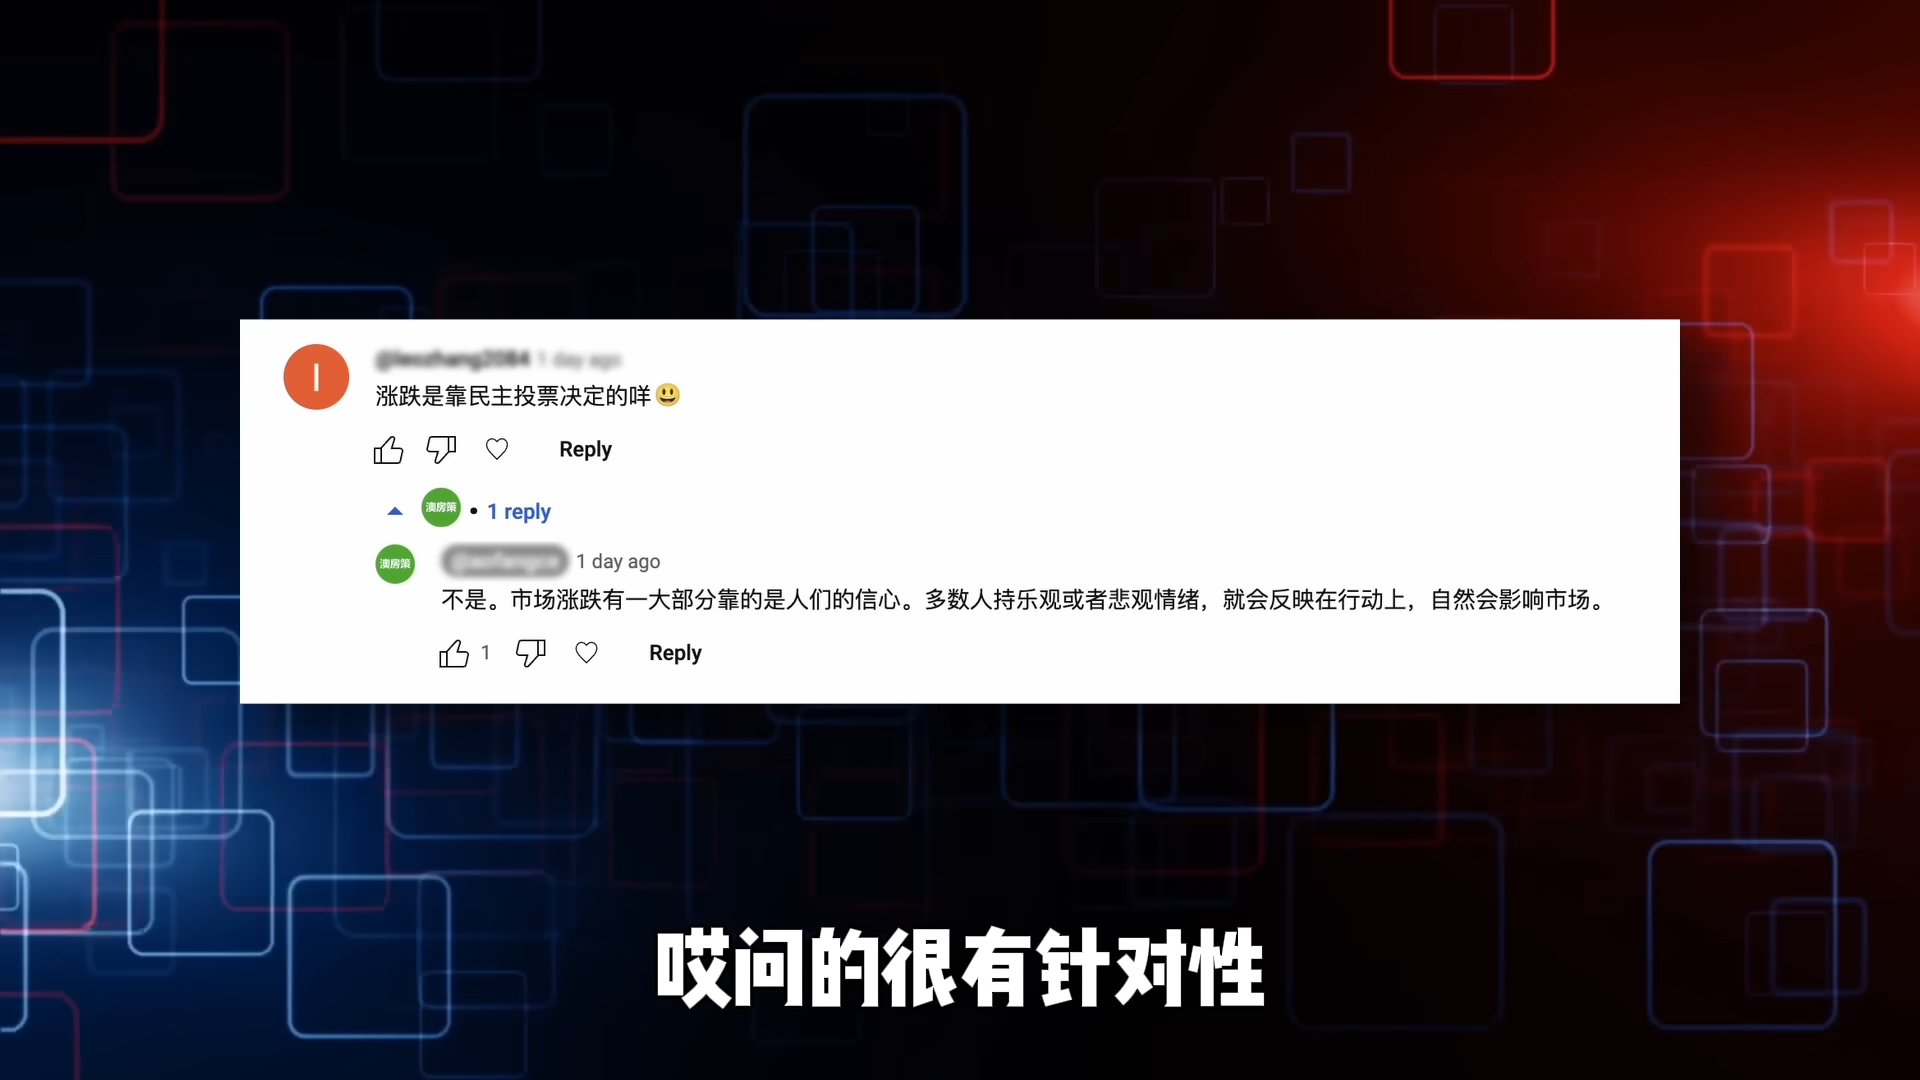 1 day ago
涨跌是靠民主投票决定的咩😃
Reply
澳房策 • 1 reply
澳房策
1 day ago
不是。市场涨跌有一大部分靠的是人们的信心。多数人持乐观或者悲观情绪，就会反映在行动上，自然会影响市场。
1 Reply
哎问的很有针对性